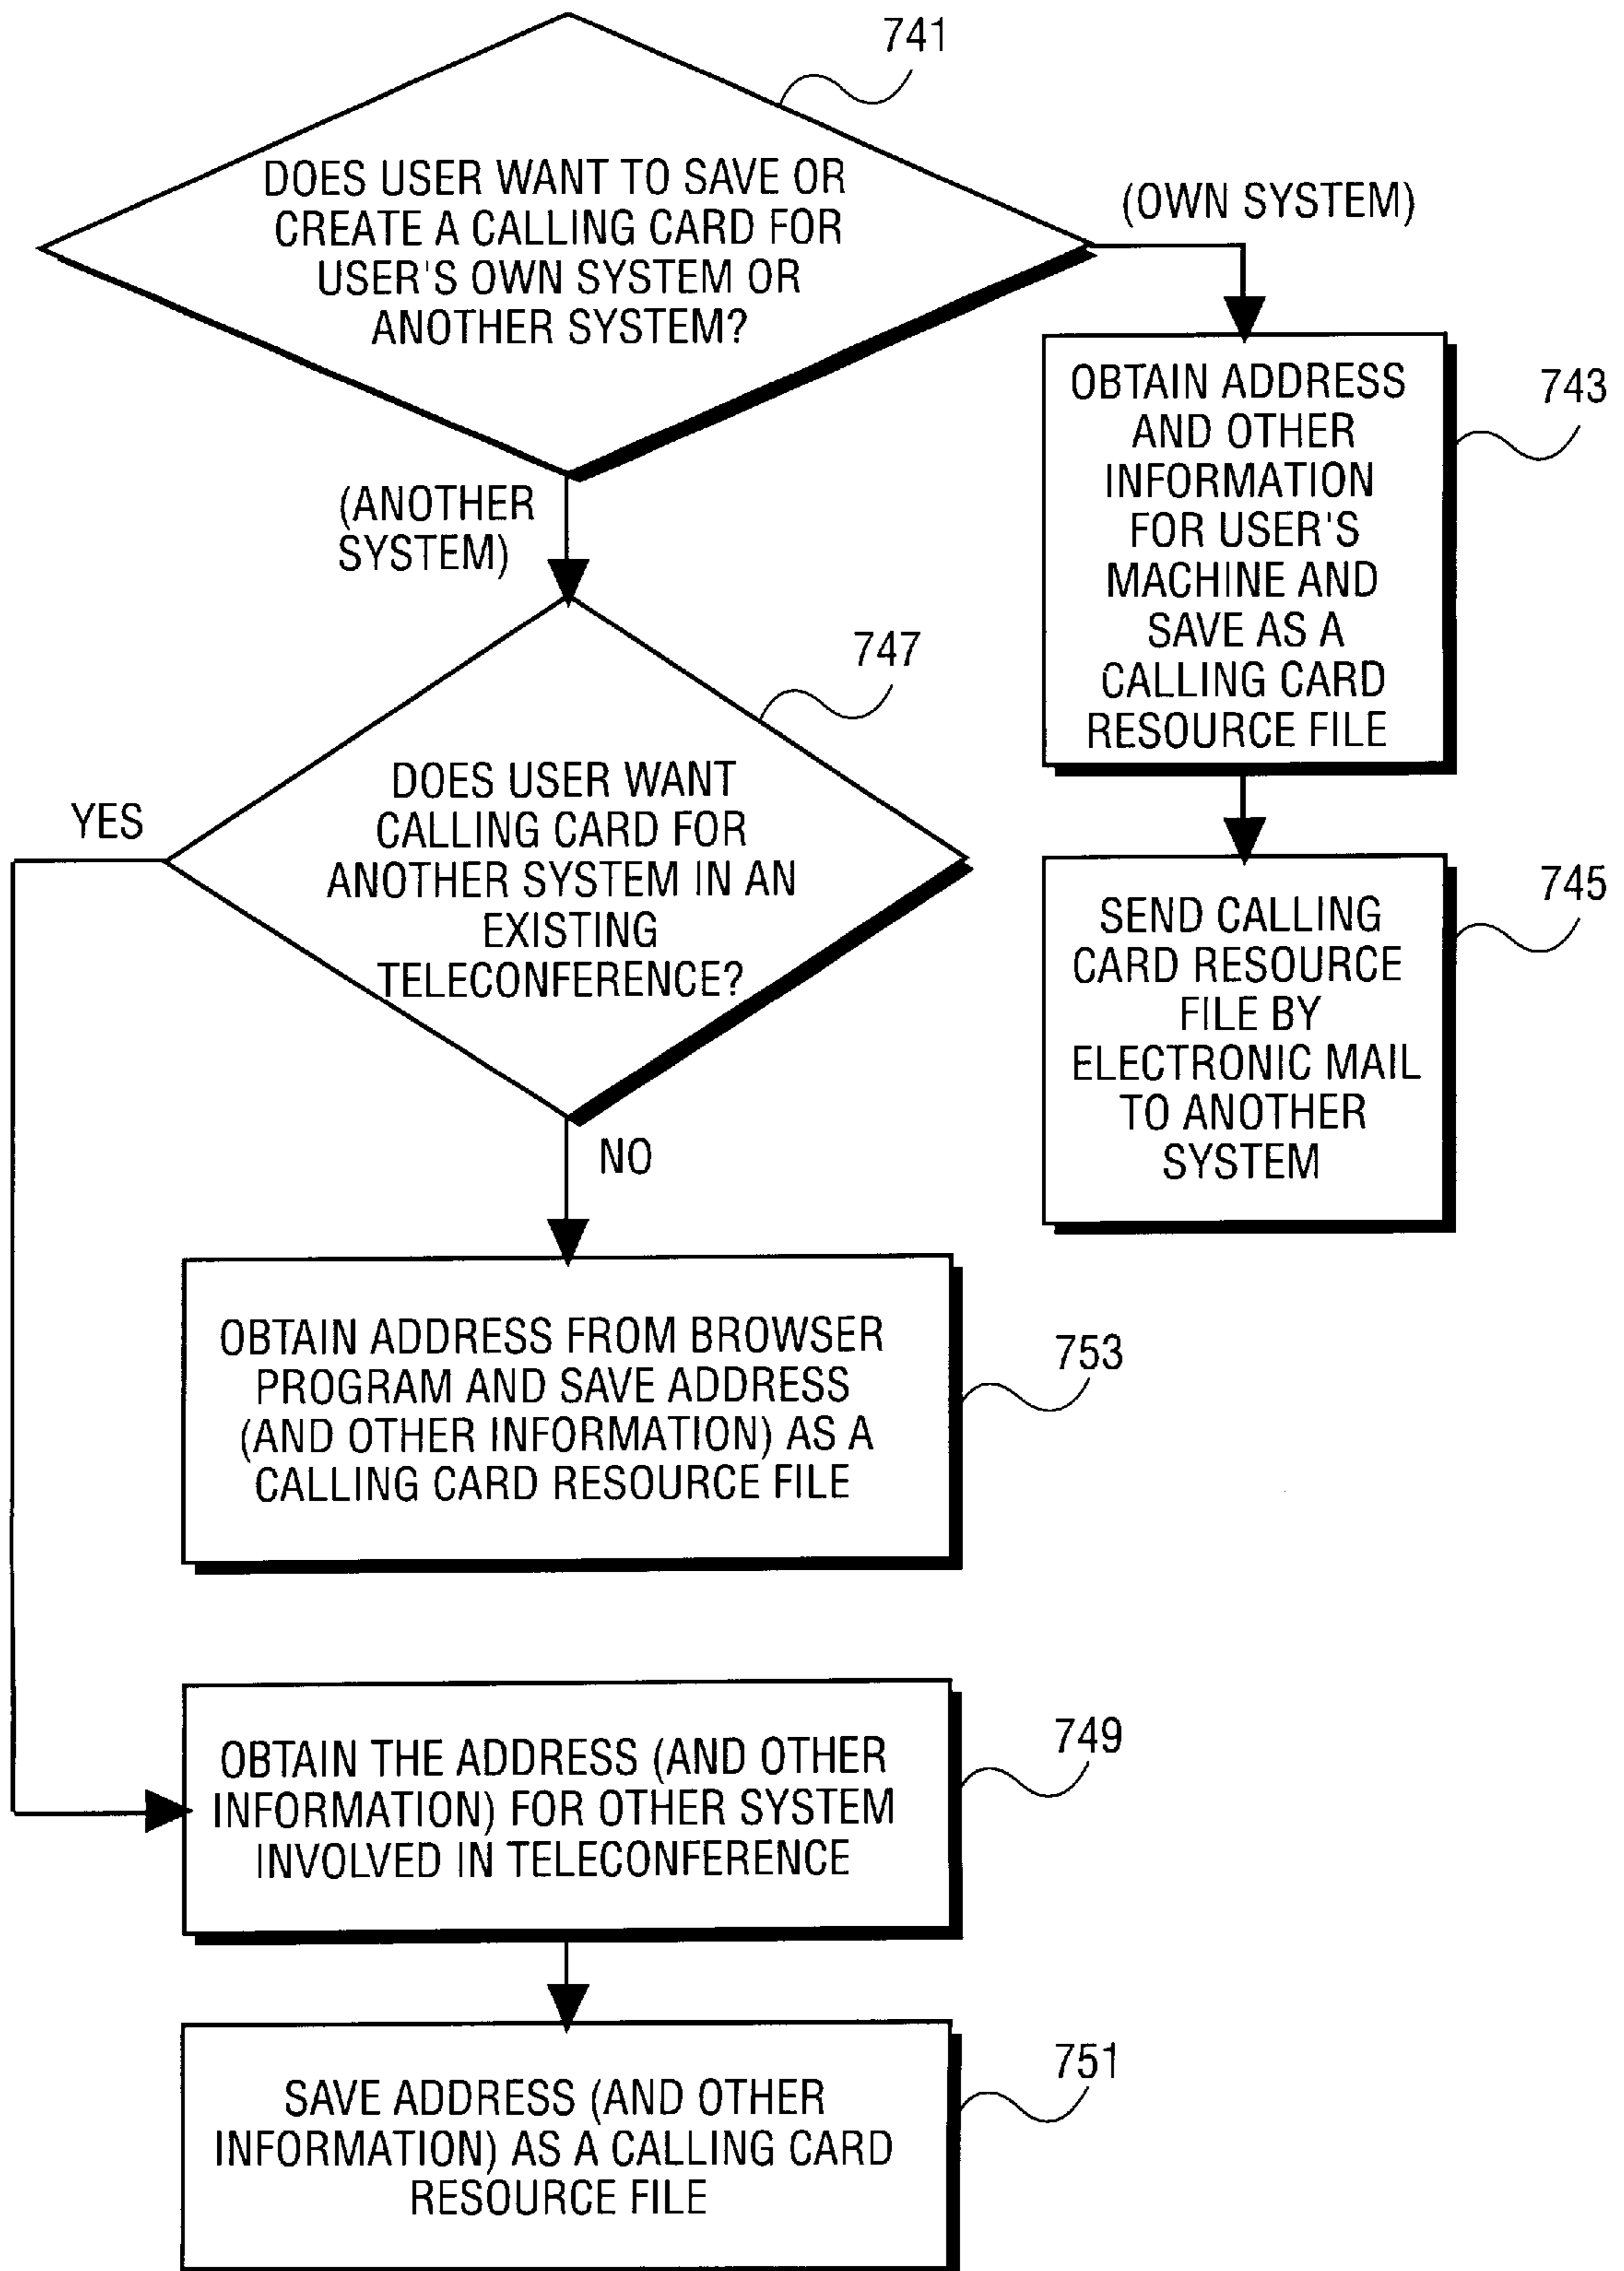 741
DOES USER WANT TO SAVE OR
CREATE A CALLING CARD FOR
USER'S OWN SYSTEM OR
ANOTHER SYSTEM?
(OWN SYSTEM)
743
OBTAIN ADDRESS
AND OTHER
INFORMATION
FOR USER'S
MACHINE AND
SAVE AS A
CALLING CARD
RESOURCE FILE
745
SEND CALLING
CARD RESOURCE
FILE BY
ELECTRONIC MAIL
TO ANOTHER
SYSTEM
(ANOTHER
SYSTEM)
747
DOES USER WANT
CALLING CARD FOR
ANOTHER SYSTEM IN AN
EXISTING
TELECONFERENCE?
YES
NO
753
OBTAIN ADDRESS FROM BROWSER
PROGRAM AND SAVE ADDRESS
(AND OTHER INFORMATION) AS A
CALLING CARD RESOURCE FILE
749
OBTAIN THE ADDRESS (AND OTHER
INFORMATION) FOR OTHER SYSTEM
INVOLVED IN TELECONFERENCE
751
SAVE ADDRESS (AND OTHER
INFORMATION) AS A CALLING CARD
RESOURCE FILE